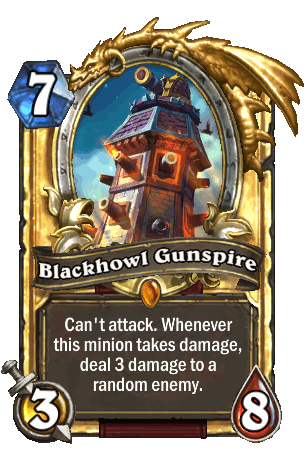 7
Blackhowl Gunspire
Can't attack. Whenever
this minion takes damage,
deal 3 damage to a
random enemy.
3
8